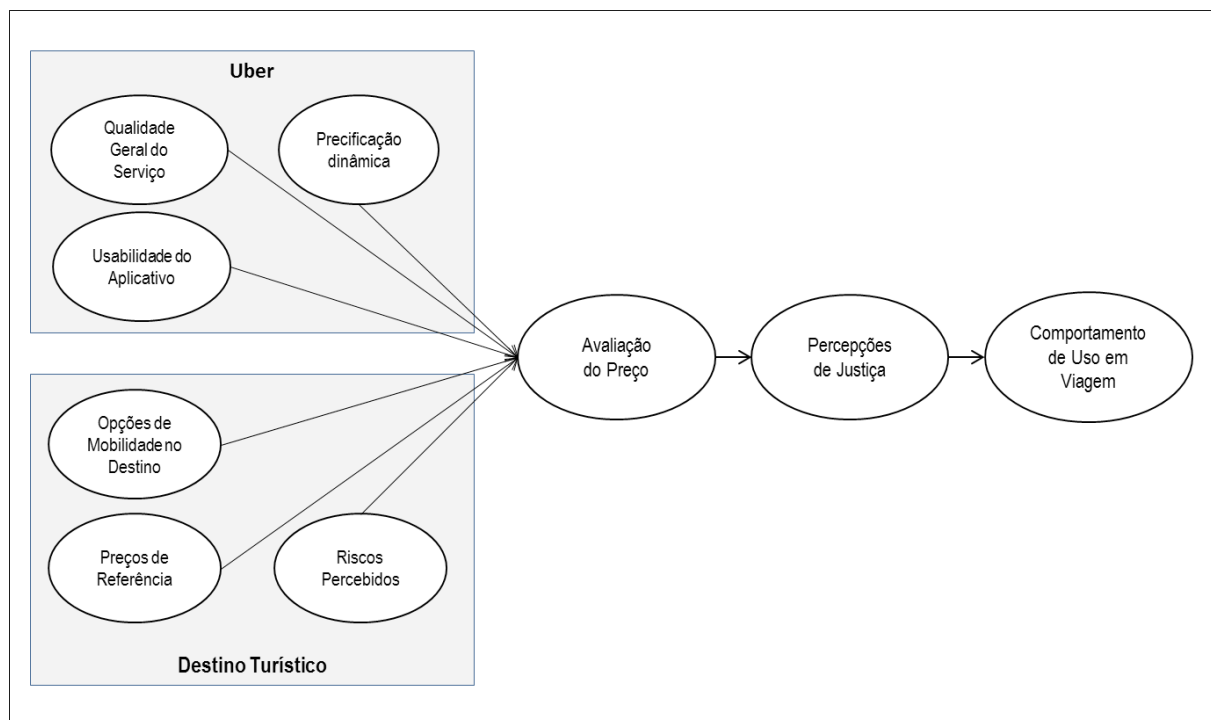 Uber
Qualidade
Geral do
Serviço
Precificação
dinâmica
Usabilidade do
Aplicativo
Avaliação
do Preço
Percepções
de Justiça
Comportamento
de Uso em
Viagem
Opções de
Mobilidade no
Destino
Preços de
Referência
Riscos
Percebidos
Destino Turístico